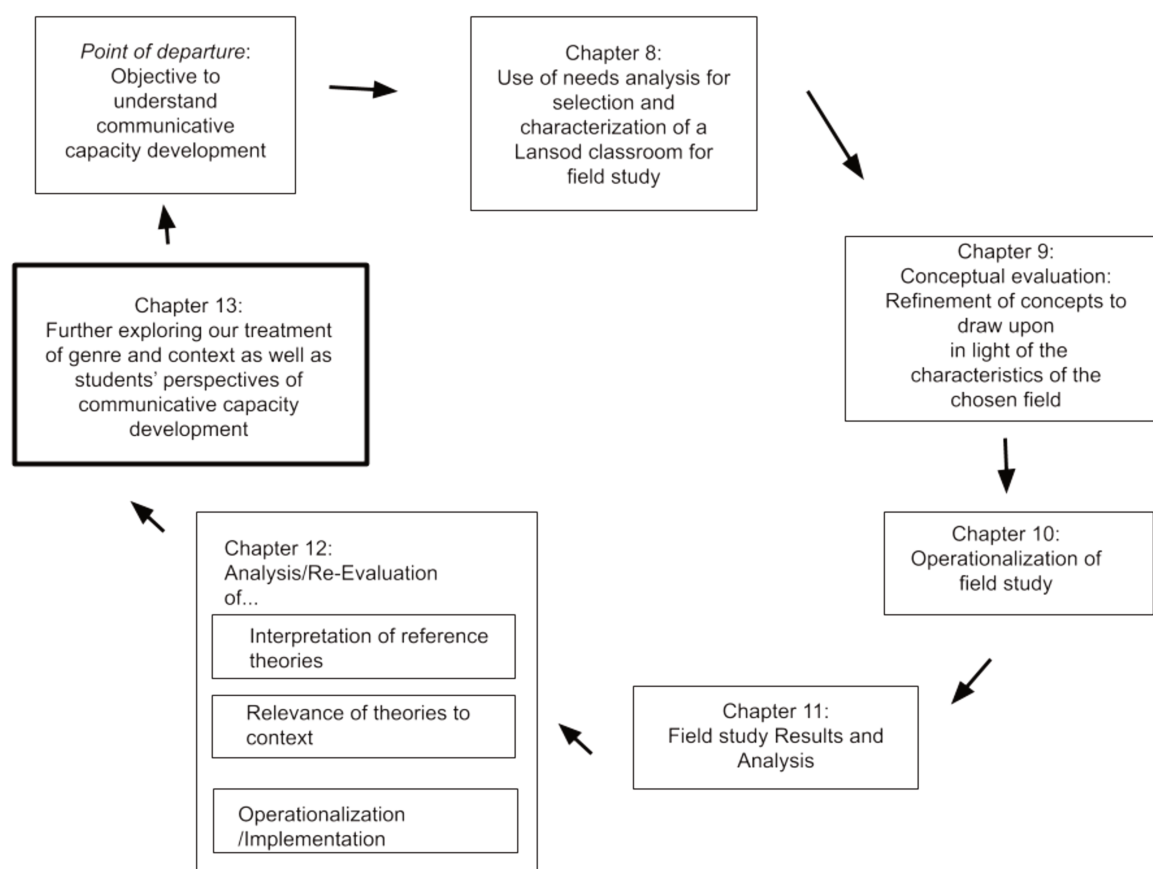 Point of departure:
Objective to
understand
communicative
capacity development
Chapter 8:
Use of needs analysis for
selection and
characterization of a
Lansod classroom for
field study
Chapter 9:
Conceptual evaluation:
Refinement of concepts to
draw upon
in light of the
characteristics of the
chosen field
Chapter 10:
Operationalization of
field study
Chapter 11:
Field study Results and
Analysis
Chapter 12:
Analysis/Re-Evaluation
of...
Interpretation of reference
theories
Relevance of theories to
context
Operationalization
/Implementation
Chapter 13:
Further exploring our treatment
of genre and context as well as
students’ perspectives of
communicative capacity
development